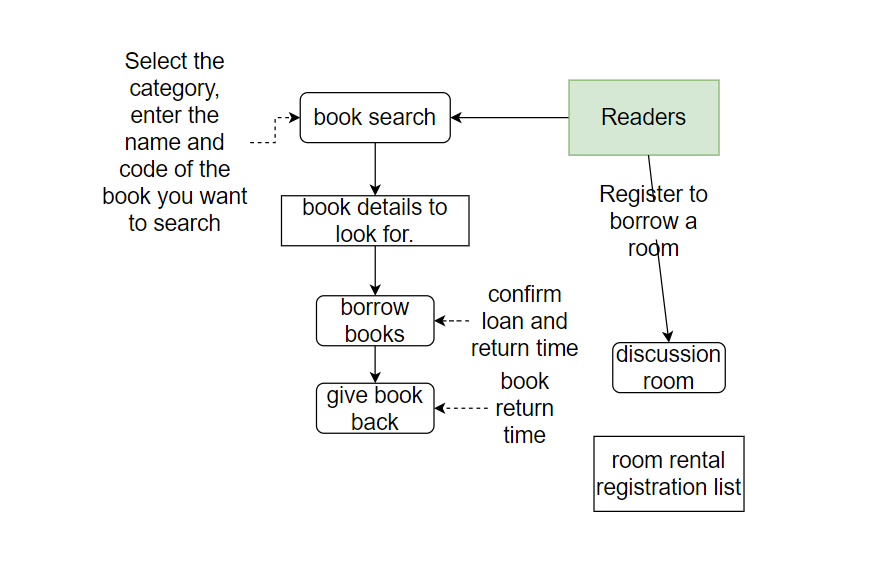 Select the
category,
enter the
name and
code of the
book you want
to search
book search
Readers
book details to
look for.
Register to
borrow a
room
borrow
books
confirm
loan and
return time
discussion
room
give book
back
book
return
time
room rental
registration list